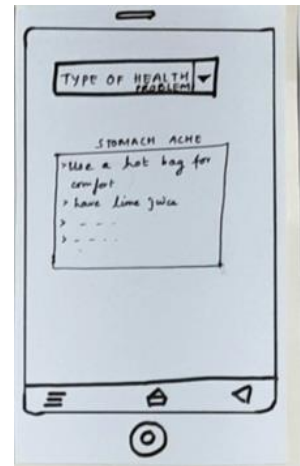 TYPE OF HEALTH
PROBLEM
STOMACH ACHE
> Use a hot bag for
comfort
> have lime juice
> - - .
> - - . .